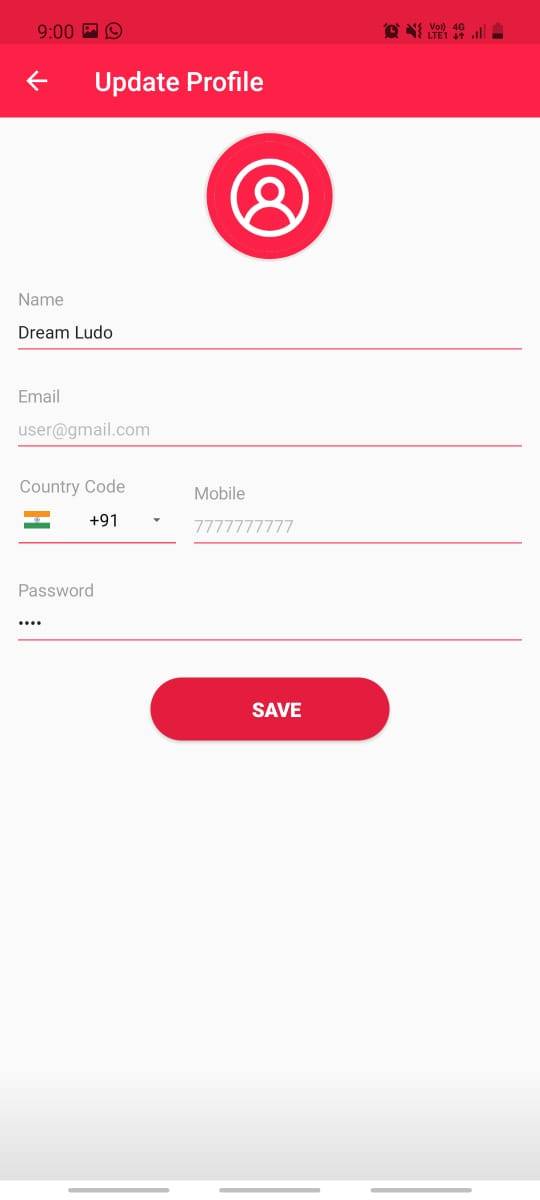 9:00 Vo)) 4G
LTE1
Update Profile
Name
Dream Ludo
Email
user@gmail.com
Country Code
Mobile
+91
7777777777
Password
••••
SAVE